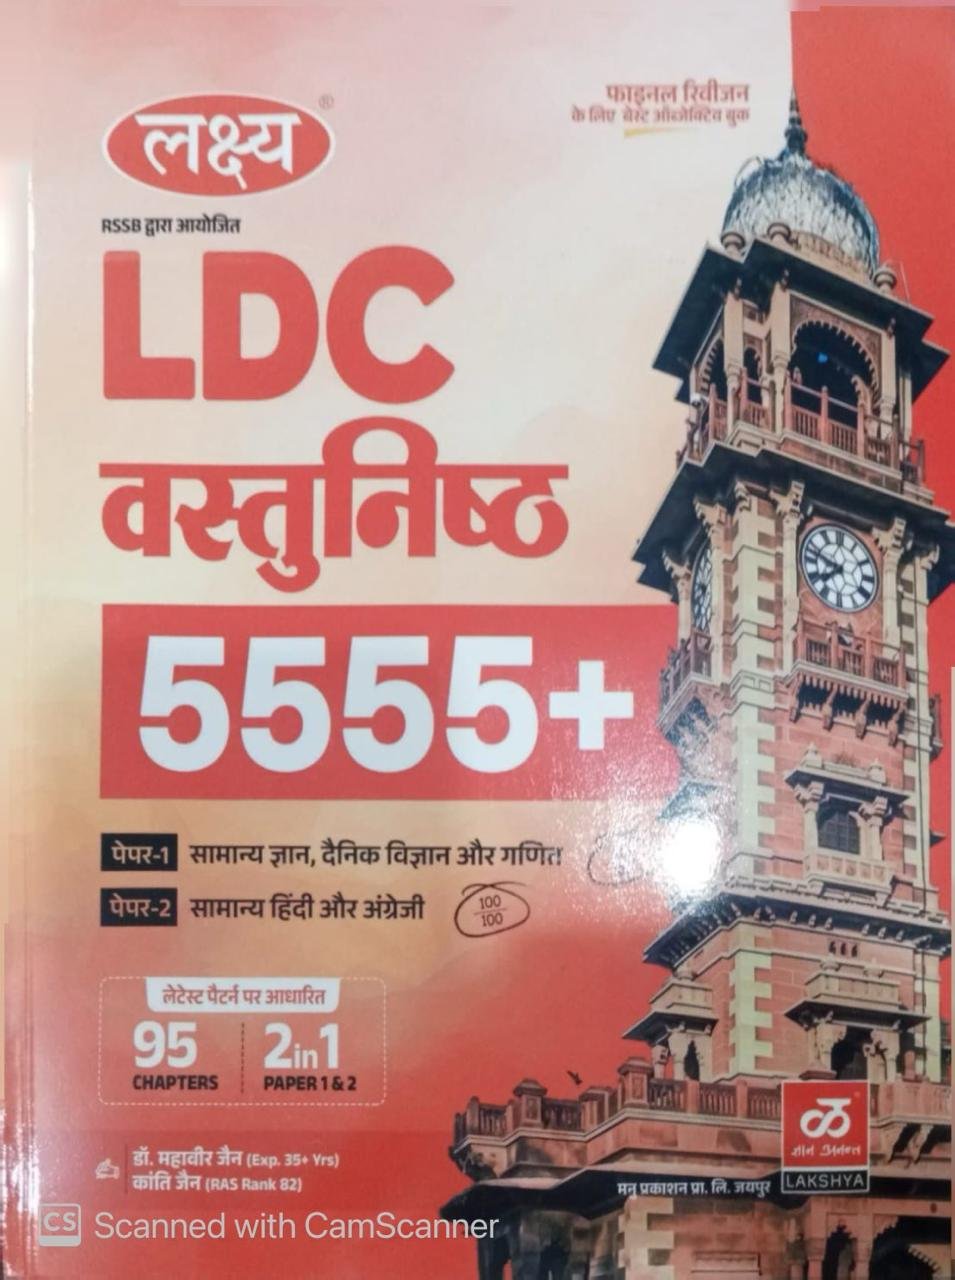 लक्ष्य®
फाइनल रिवीजन
के लिए बेस्ट ऑब्जेक्टिव बुक
RSSB द्वारा आयोजित
LDC
वस्तुनिष्ठ
5555+
पेपर-1 सामान्य ज्ञान, दैनिक विज्ञान और गणित
पेपर-2 सामान्य हिंदी और अंग्रेजी
100
100
लेटेस्ट पैटर्न पर आधारित
95 2in1
CHAPTERS PAPER 1 & 2
डॉ. महावीर जैन (Exp. 35+ Yrs)
कांति जैन (RAS Rank 82)
ज्ञान अनन्त
मनु प्रकाशन प्रा. लि. जयपुर
LAKSHYA
CS Scanned with CamScanner